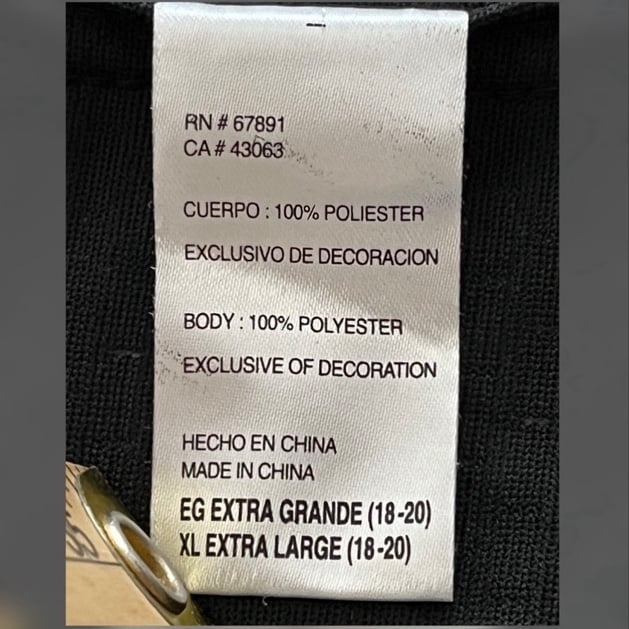 RN # 67891
CA # 43063
CUERPO : 100% POLIESTER
EXCLUSIVO DE DECORACION
BODY : 100% POLYESTER
EXCLUSIVE OF DECORATION
HECHO EN CHINA
MADE IN CHINA
EG EXTRA GRANDE (18-20)
XL EXTRA LARGE (18-20)